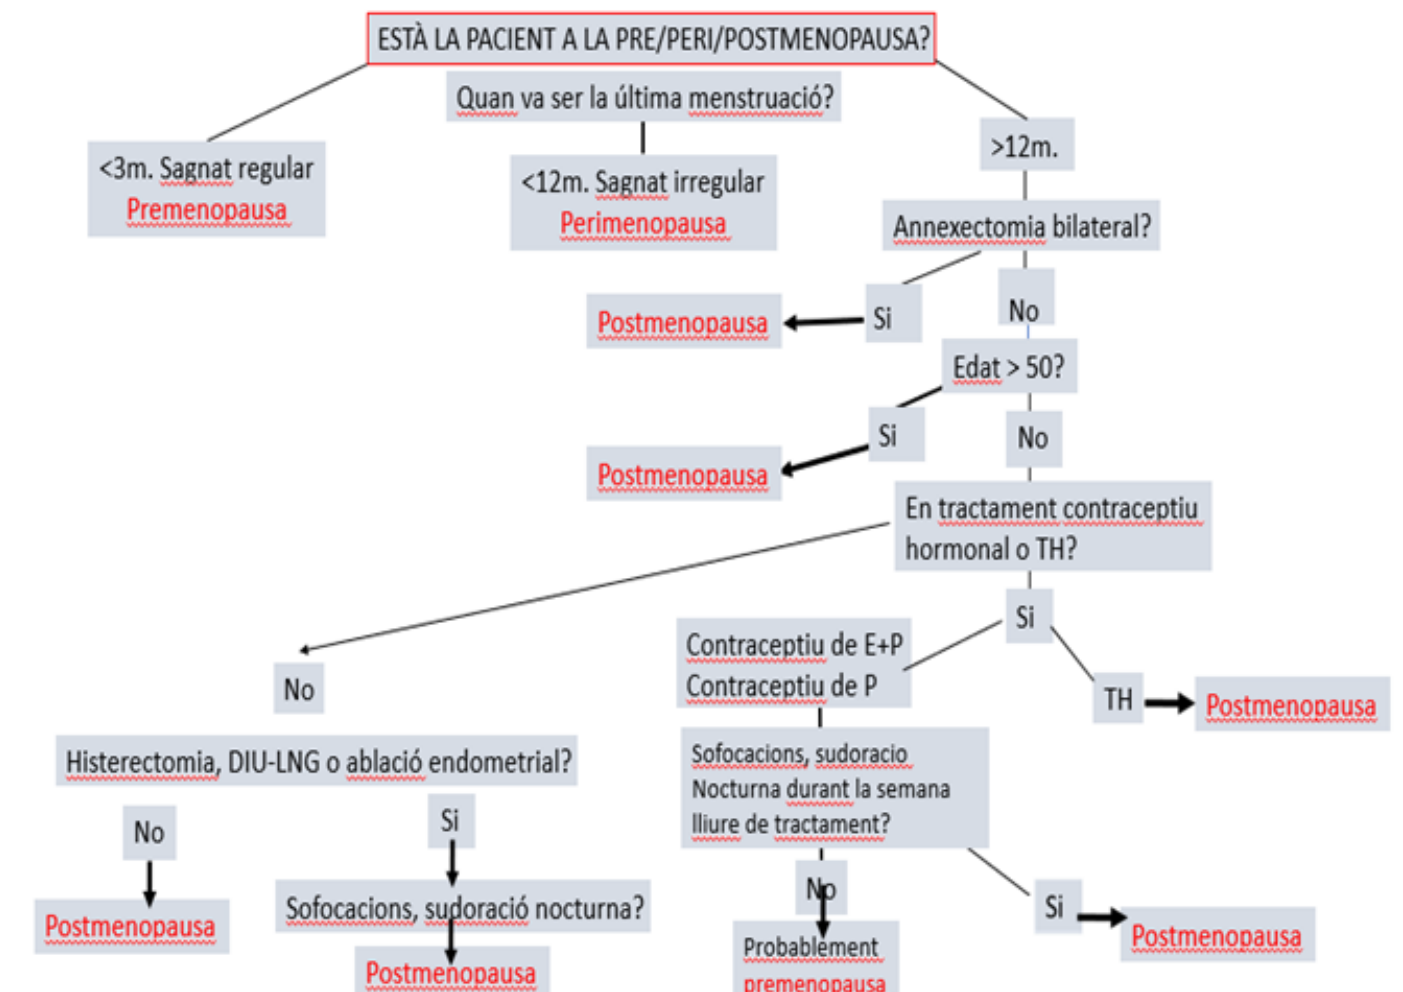 ESTÀ LA PACIENT A LA PRE/PERI/POSTMENOPAUSA?
Quan va ser la última menstruació?
<3m. Sagnat regular
Premenopausa
<12m. Sagnat irregular
Perimenopausa
>12m.
Annexectomia bilateral?
Si
Postmenopausa
No
Edat > 50?
Si
Postmenopausa
No
En tractament contraceptiu
hormonal o TH?
No
Si
Contraceptiu de E+P
Contraceptiu de P
TH
Postmenopausa
Histerectomia, DIU-LNG o ablació endometrial?
No
Postmenopausa
Si
Sofocacions, sudoració nocturna?
Postmenopausa
Sofocacions, sudoracio
Nocturna durant la semana
lliure de tractament?
No
Probablement
premenopausa
Si
Postmenopausa